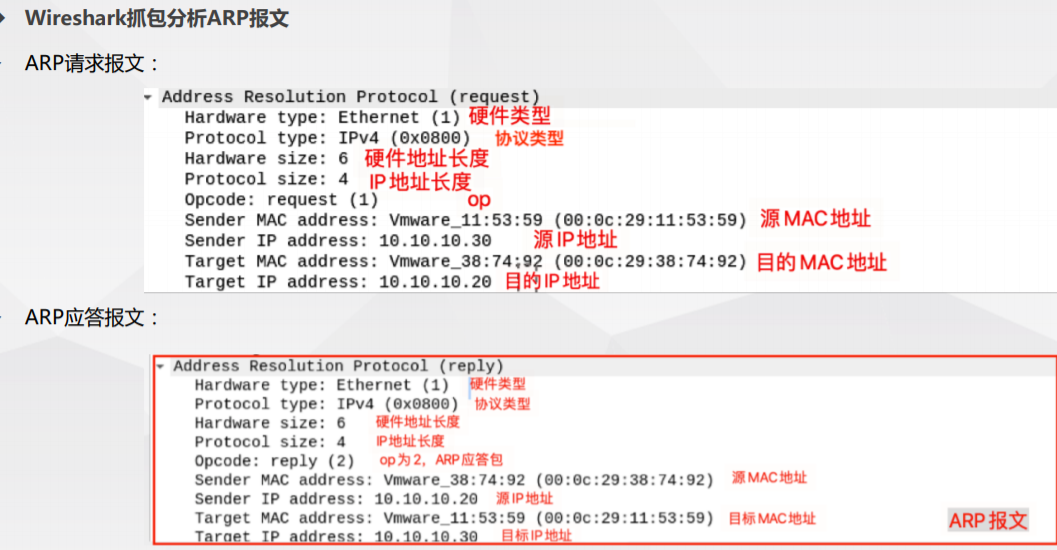 Wireshark抓包分析ARP报文
ARP请求报文：
Address Resolution Protocol (request)
Hardware type: Ethernet (1) 硬件类型
Protocol type: IPv4 (0x0800) 协议类型
Hardware size: 6 硬件地址长度
Protocol size: 4 IP地址长度
Opcode: request (1) op
Sender MAC address: Vmware_11:53:59 (00:0c:29:11:53:59) 源MAC地址
Sender IP address: 10.10.10.30 源IP地址
Target MAC address: Vmware_38:74:92 (00:0c:29:38:74:92) 目的MAC地址
Target IP address: 10.10.10.20 目的IP地址
ARP应答报文：
Address Resolution Protocol (reply)
Hardware type: Ethernet (1) 硬件类型
Protocol type: IPv4 (0x0800) 协议类型
Hardware size: 6 硬件地址长度
Protocol size: 4 IP地址长度
Opcode: reply (2) op为2，ARP应答包
Sender MAC address: Vmware_38:74:92 (00:0c:29:38:74:92) 源MAC地址
Sender IP address: 10.10.10.20 源IP地址
Target MAC address: Vmware_11:53:59 (00:0c:29:11:53:59) 目标MAC地址
ARP报文
Target IP address: 10.10.10.30 目标IP地址